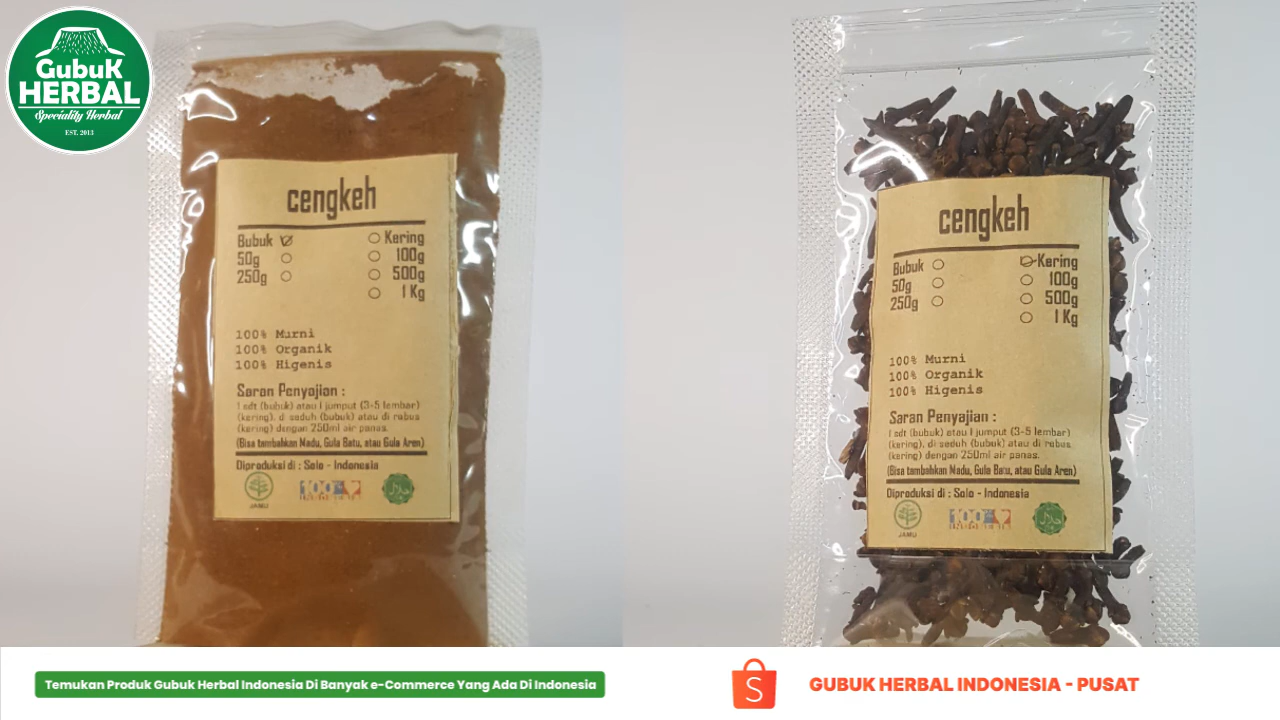 GubuK
HERBAL
Speciality Herbal
EST. 2013
cengkeh
Bubuk Kering
50g 100g
250g 500g
1 Kg
100% Murni
100% Organik
100% Higenis
Saran Penyajian :
1 sdt (bubuk) atau 1 jumput (3-5 lembar)
(kering), di seduh (bubuk) atau di rebus
(kering) dengan 250ml air panas.
(Bisa tambahkan Madu, Gula Batu, atau Gula Aren)
Diproduksi di : Solo - Indonesia
JAMU
100%
cengkeh
Bubuk Kering
50g 100g
250g 500g
1 Kg
100% Murni
100% Organik
100% Higenis
Saran Penyajian :
1 sdt (bubuk) atau 1 jumput (3-5 lembar)
(kering), di seduh (bubuk) atau di rebus
(kering) dengan 250ml air panas.
(Bisa tambahkan Madu, Gula Batu, atau Gula Aren)
Diproduksi di : Solo - Indonesia
JAMU
100%
Temukan Produk Gubuk Herbal Indonesia Di Banyak e-Commerce Yang Ada Di Indonesia
S
GUBUK HERBAL INDONESIA - PUSAT